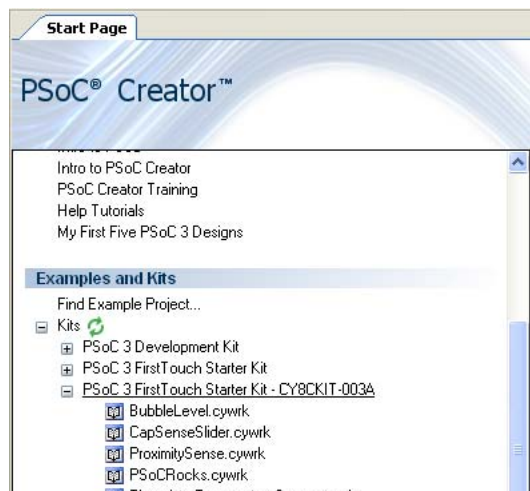 Start Page
PSoC® Creator™
Intro to PSoC Creator
PSoC Creator Training
Help Tutorials
My First Five PSoC 3 Designs
Examples and Kits
Find Example Project...
Kits
PSoC 3 Development Kit
PSoC 3 FirstTouch Starter Kit
PSoC 3 FirstTouch Starter Kit - CY8CKIT-003A
BubbleLevel.cywrk
CapSenseSlider.cywrk
ProximitySense.cywrk
PSoCRocks.cywrk